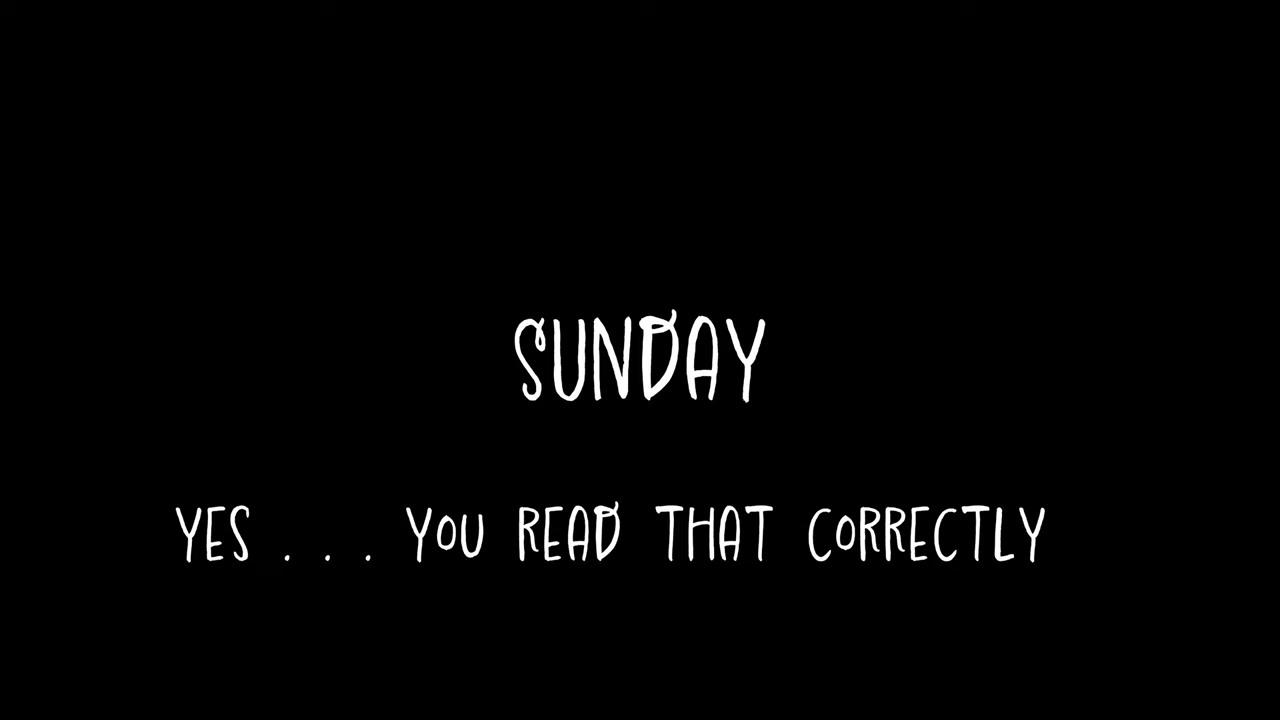 SUNDAY
YES . . . YOU READ THAT CORRECTLY